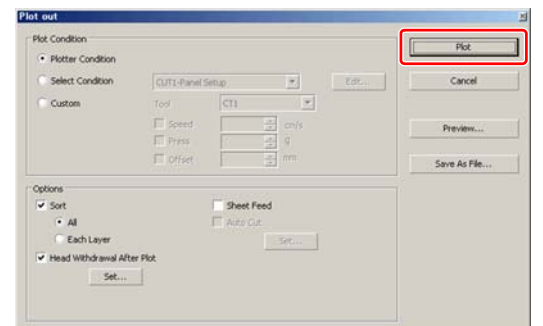 Plot out
Plot Condition
Plotter Condition
Select Condition
CUT1-Panel Setup
Edit...
Custom
Tool
CT1
Speed
cm/s
Press
g
Offset
mm
Plot
Cancel
Preview...
Save As File...
Options
Sort
All
Each Layer
Head Withdrawal After Plot
Set...
Sheet Feed
Auto Cut
Set...